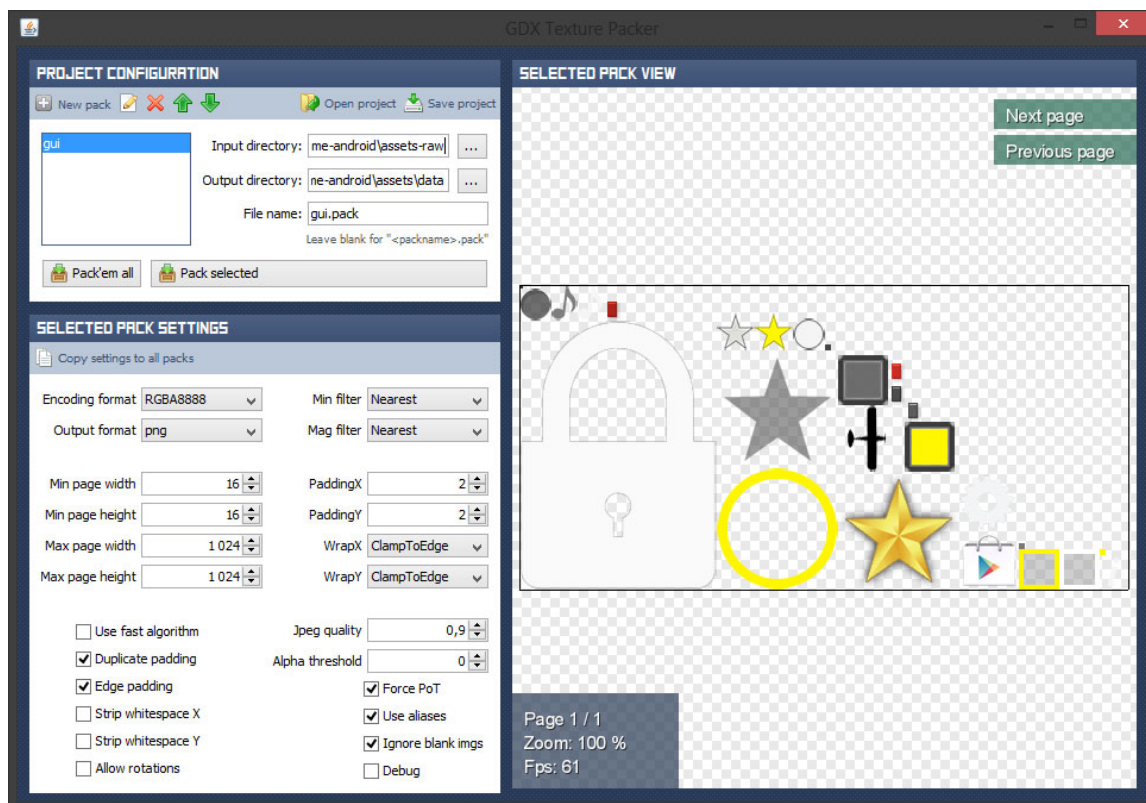 GDX Texture Packer
PROJECT CONFIGURATION
New pack
Open project
Save project
gui
Input directory: me-android\assets-raw ...
Output directory: ne-android\assets\data ...
File name: gui.pack
Leave blank for "<packname>.pack"
Pack'em all
Pack selected
SELECTED PACK SETTINGS
Copy settings to all packs
Encoding format RGBA8888
Min filter Nearest
Output format png
Mag filter Nearest
Min page width 16
PaddingX 2
Min page height 16
PaddingY 2
Max page width 1 024
WrapX ClampToEdge
Max page height 1 024
WrapY ClampToEdge
Use fast algorithm
Jpeg quality 0,9
Duplicate padding
Alpha threshold 0
Edge padding
Force PoT
Strip whitespace X
Use aliases
Strip whitespace Y
Ignore blank imgs
Allow rotations
Debug
SELECTED PACK VIEW
Next page
Previous page
Page 1 / 1
Zoom: 100 %
Fps: 61